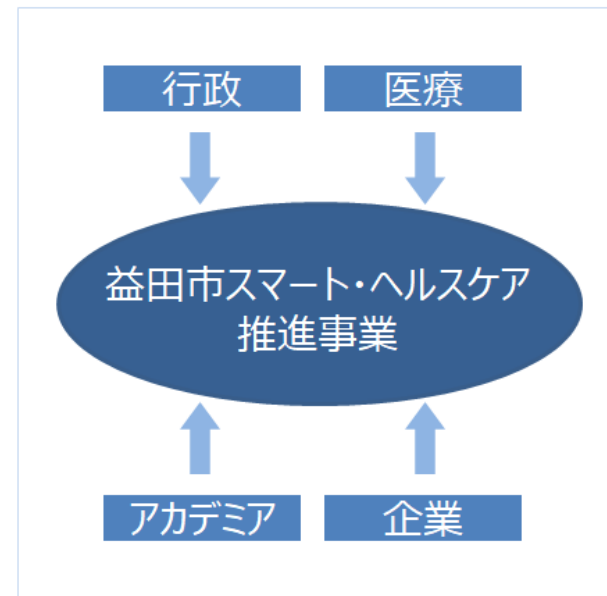 行政
医療
益田市スマート・ヘルスケア
推進事業
アカデミア
企業